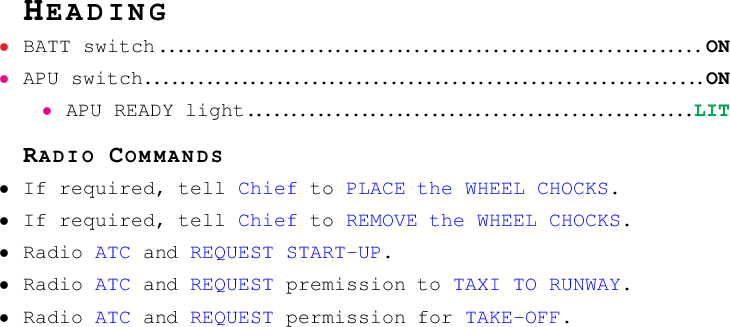 HEADING
• BATT switch ................................................................ ON
• APU switch................................................................. ON
• APU READY light.................................................... LIT
RADIO COMMANDS
• If required, tell Chief to PLACE the WHEEL CHOCKS.
• If required, tell Chief to REMOVE the WHEEL CHOCKS.
• Radio ATC and REQUEST START-UP.
• Radio ATC and REQUEST premission to TAXI TO RUNWAY.
• Radio ATC and REQUEST permission for TAKE-OFF.